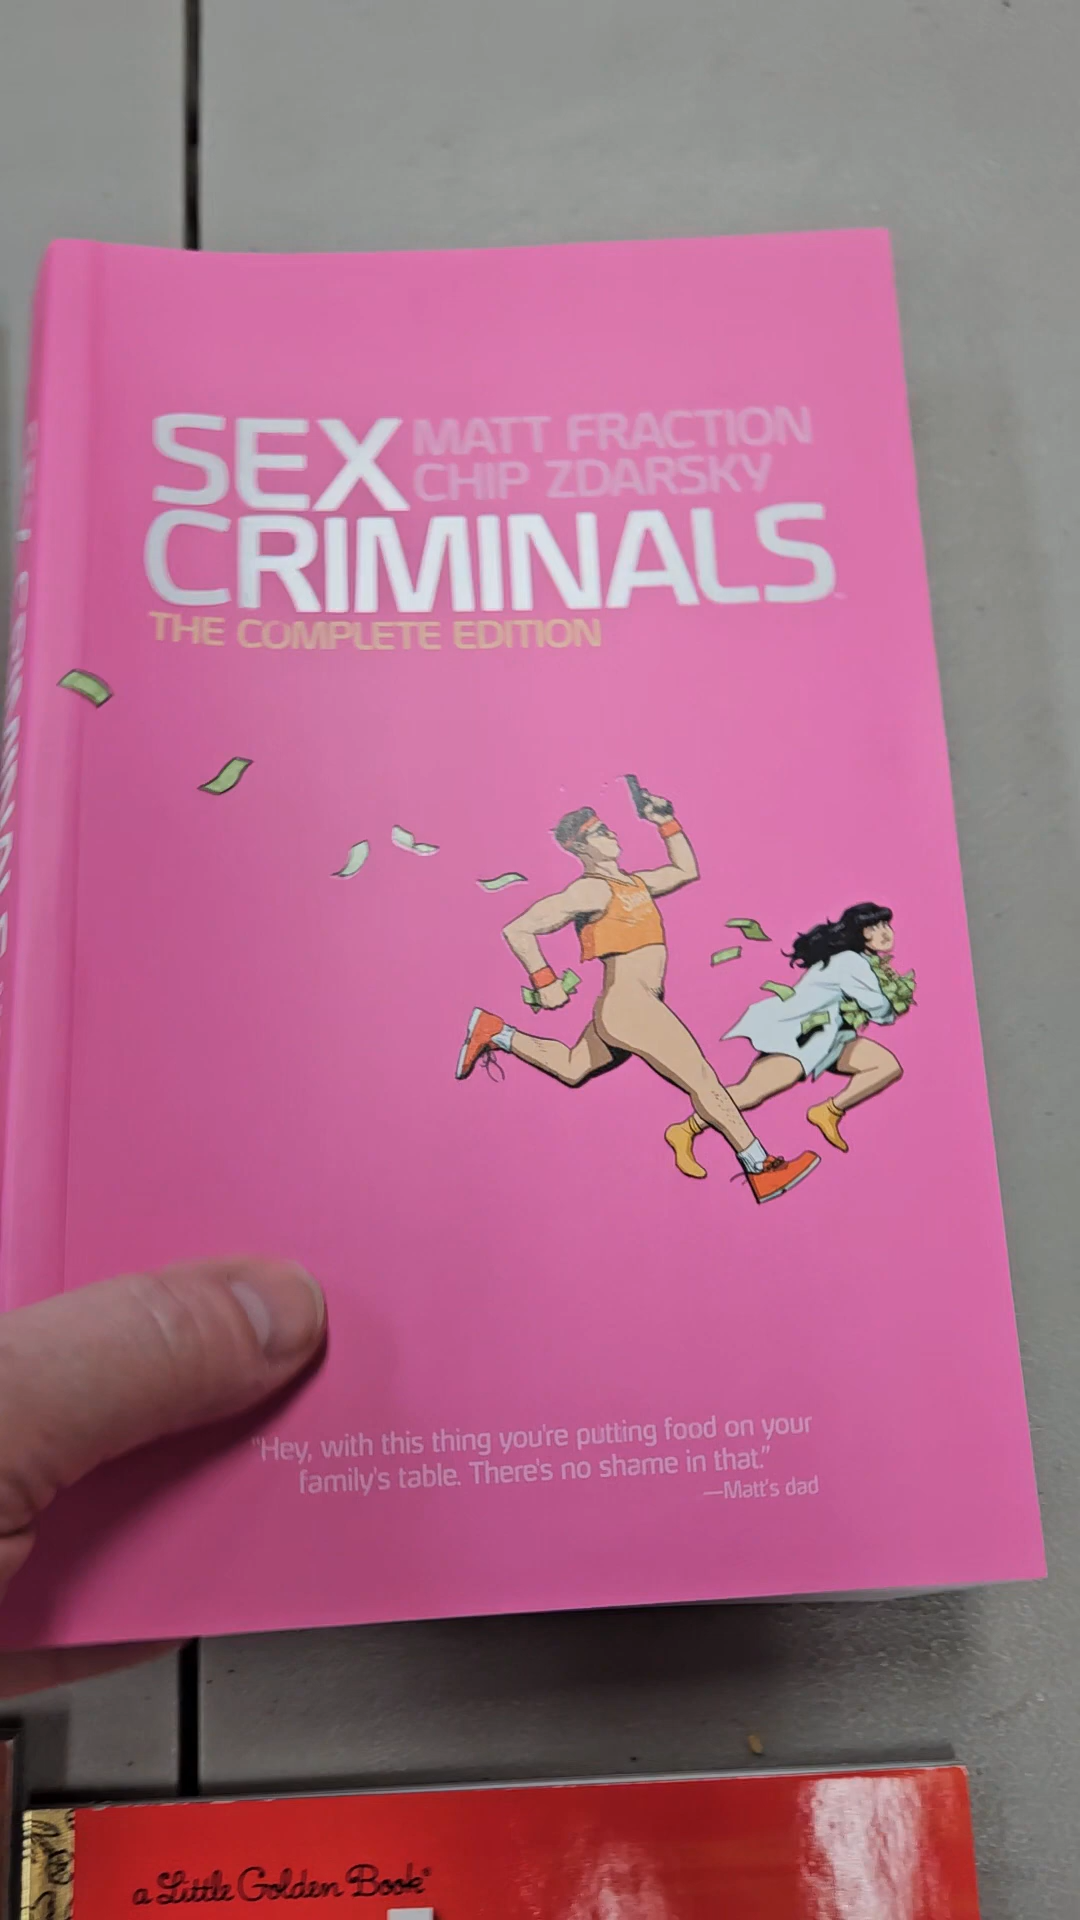 SEX MATT FRACTION
CHIP ZDARSKY
CRIMINALS
THE COMPLETE EDITION
"Hey, with this thing you're putting food on your
family's table. There's no shame in that."
—Matt's dad
a Little Golden Book®